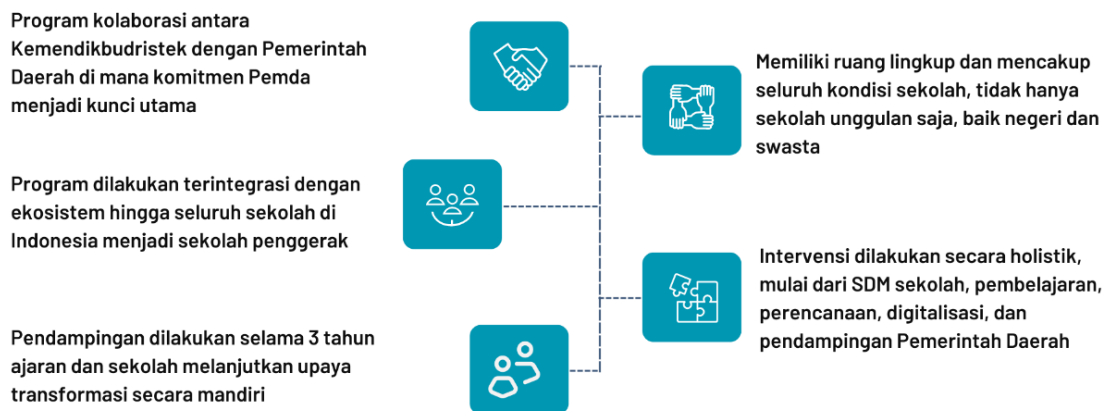 Program kolaborasi antara
Kemendikbudristek dengan Pemerintah
Daerah di mana komitmen Pemda
menjadi kunci utama
Memiliki ruang lingkup dan mencakup
seluruh kondisi sekolah, tidak hanya
sekolah unggulan saja, baik negeri dan
swasta
Program dilakukan terintegrasi dengan
ekosistem hingga seluruh sekolah di
Indonesia menjadi sekolah penggerak
Intervensi dilakukan secara holistik,
mulai dari SDM sekolah, pembelajaran,
perencanaan, digitalisasi, dan
pendampingan Pemerintah Daerah
Pendampingan dilakukan selama 3 tahun
ajaran dan sekolah melanjutkan upaya
transformasi secara mandiri